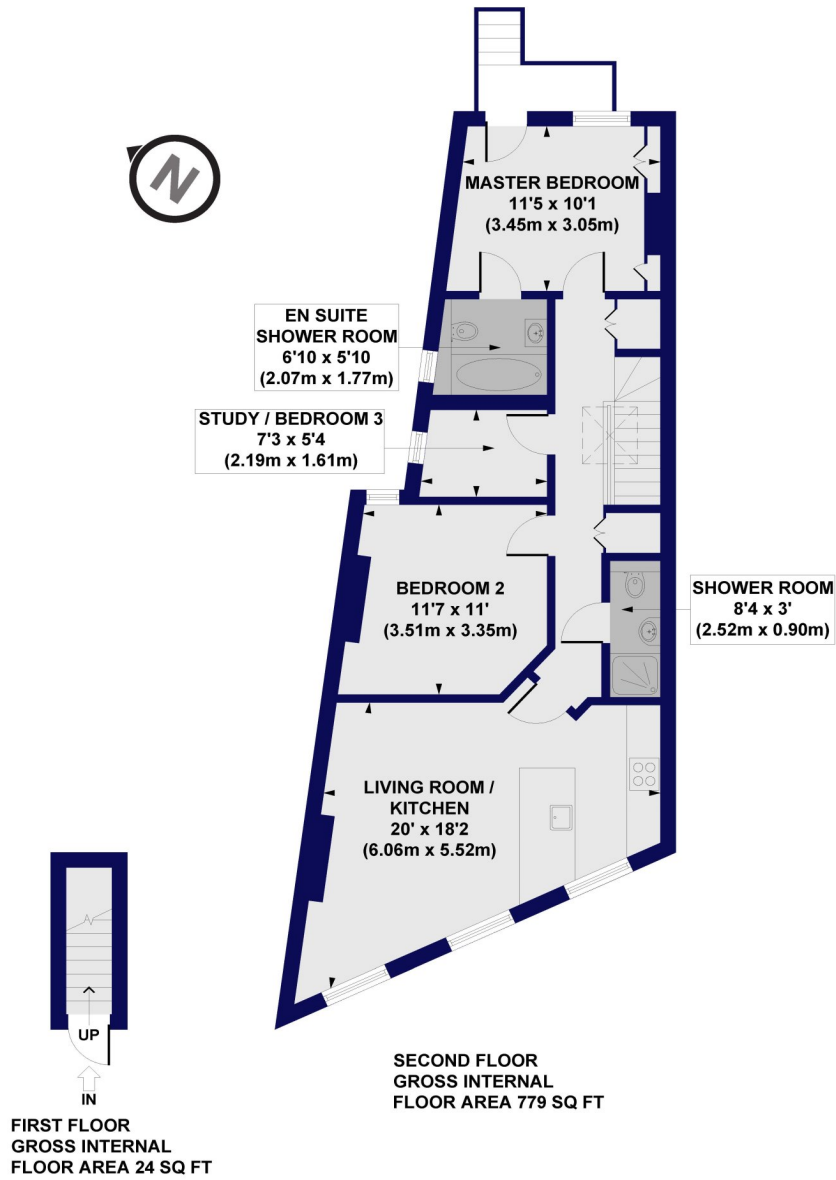 N
MASTER BEDROOM
11'5 x 10'1
(3.45m x 3.05m)
EN SUITE
SHOWER ROOM
6'10 x 5'10
(2.07m x 1.77m)
STUDY / BEDROOM 3
7'3 x 5'4
(2.19m x 1.61m)
BEDROOM 2
11'7 x 11'
(3.51m x 3.35m)
SHOWER ROOM
8'4 x 3'
(2.52m x 0.90m)
LIVING ROOM /
KITCHEN
20' x 18'2
(6.06m x 5.52m)
UP
IN
FIRST FLOOR
GROSS INTERNAL
FLOOR AREA 24 SQ FT
SECOND FLOOR
GROSS INTERNAL
FLOOR AREA 779 SQ FT